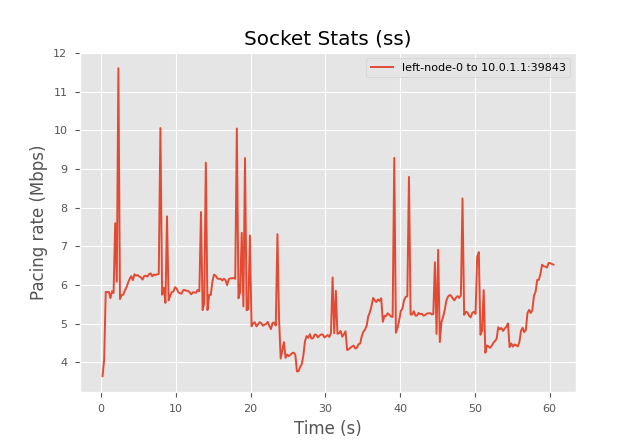 Socket Stats (ss)
left-node-0 to 10.0.1.1:39843
Pacing rate (Mbps)
12
11
10
9
8
7
6
5
4
0 10 20 30 40 50 60
Time (s)